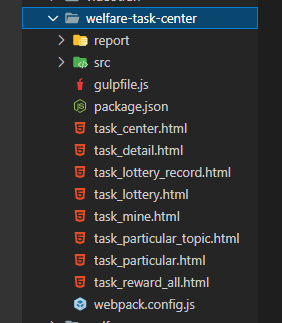 welfare-task-center
report
src
gulpfile.js
package.json
task_center.html
task_detail.html
task_lottery_record.html
task_lottery.html
task_mine.html
task_particular_topic.html
task_particular.html
task_reward_all.html
webpack.config.js